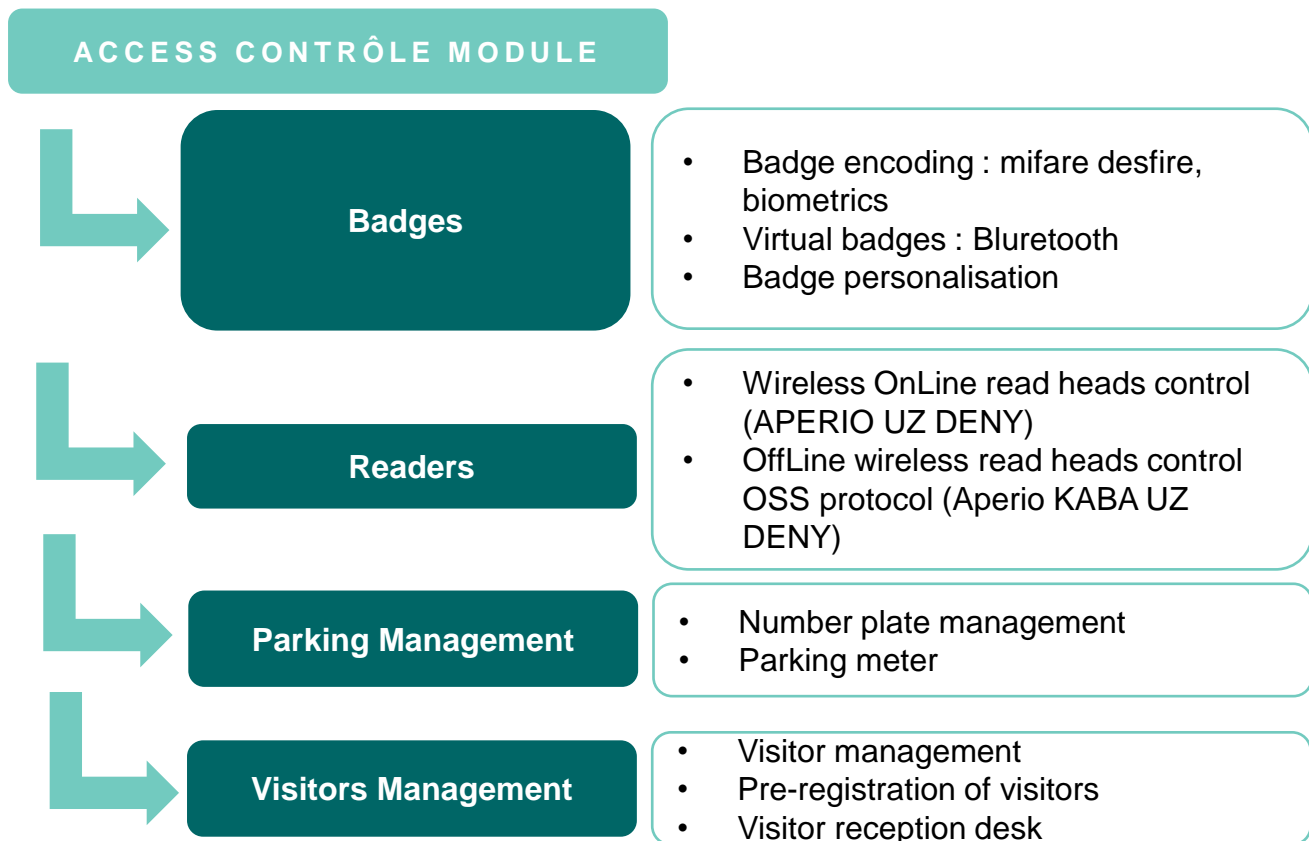 ACCESS CONTRÔLE MODULE
Badges
• Badge encoding : mifare desfire,
biometrics
• Virtual badges : Bluretooth
• Badge personalisation
Readers
• Wireless OnLine read heads control
(APERIO UZ DENY)
• OffLine wireless read heads control
OSS protocol (Aperio KABA UZ
DENY)
Parking Management
• Number plate management
• Parking meter
Visitors Management
• Visitor management
• Pre-registration of visitors
• Visitor reception desk